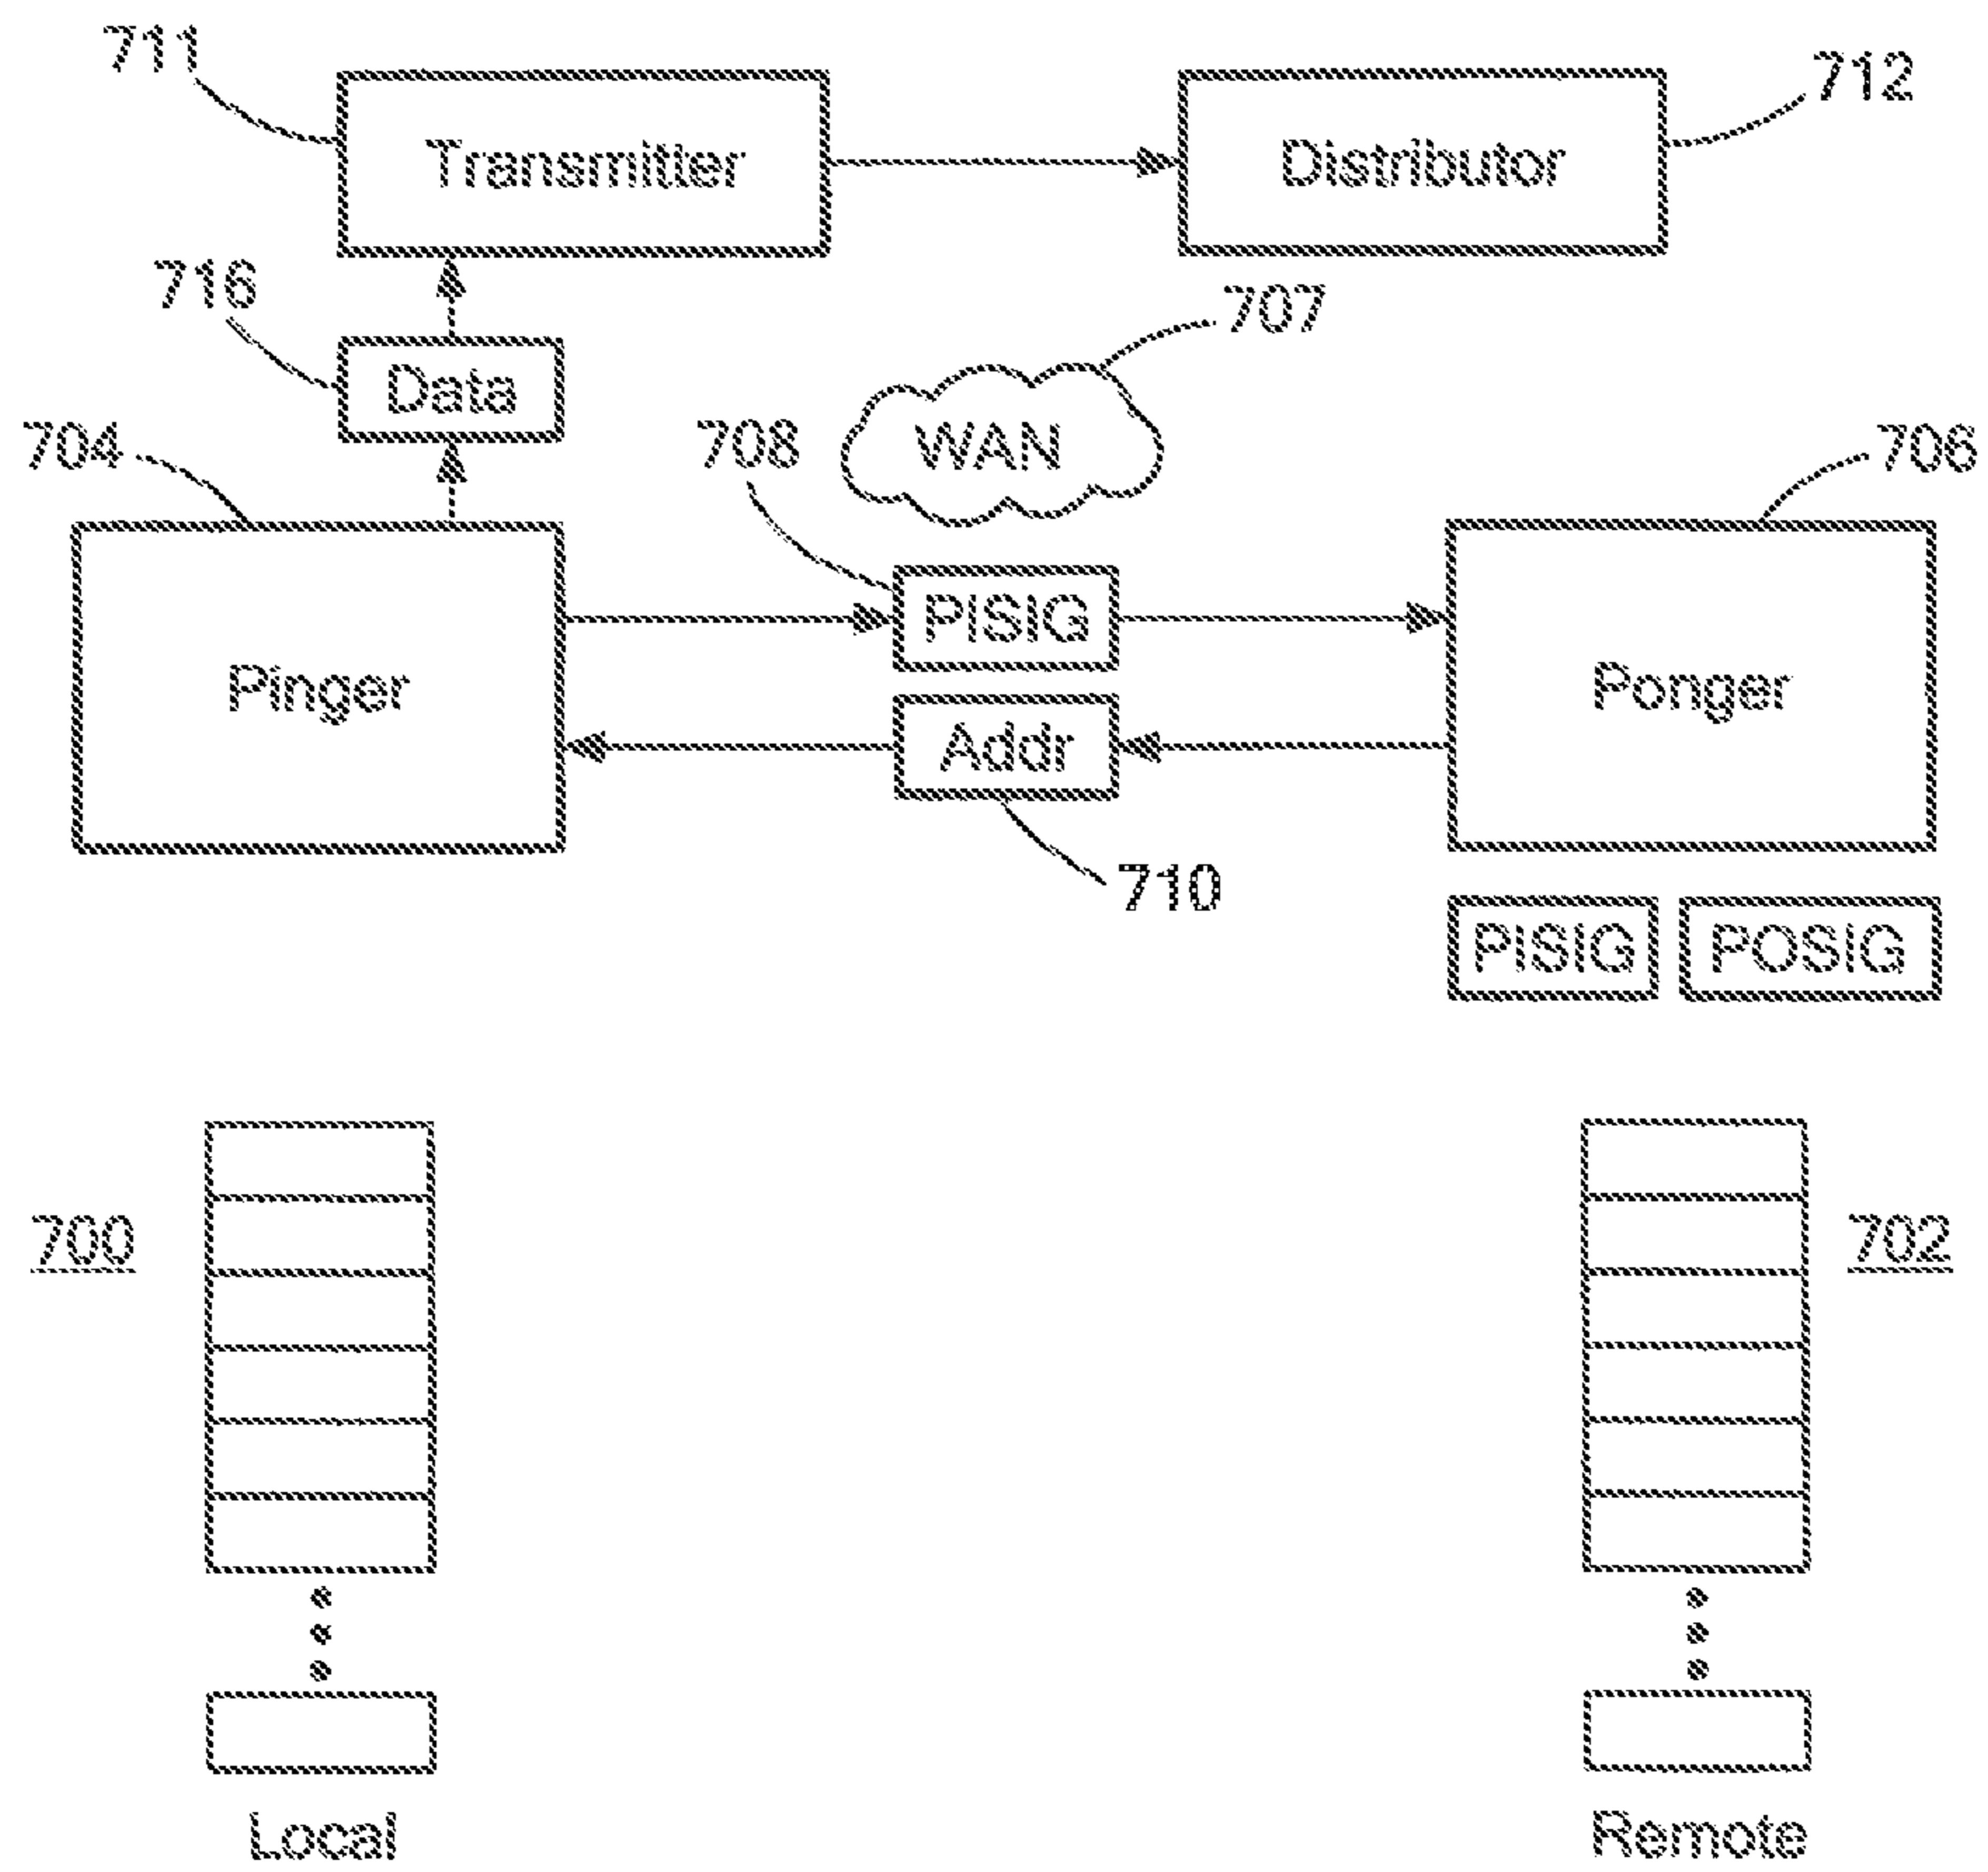 711
712
Transmitter
Distributor
716
707
Data
704
708
WAN
706
PISIG
Pinger
Ponger
Addr
710
PISIG
POSIG
700
702
Local
Remote